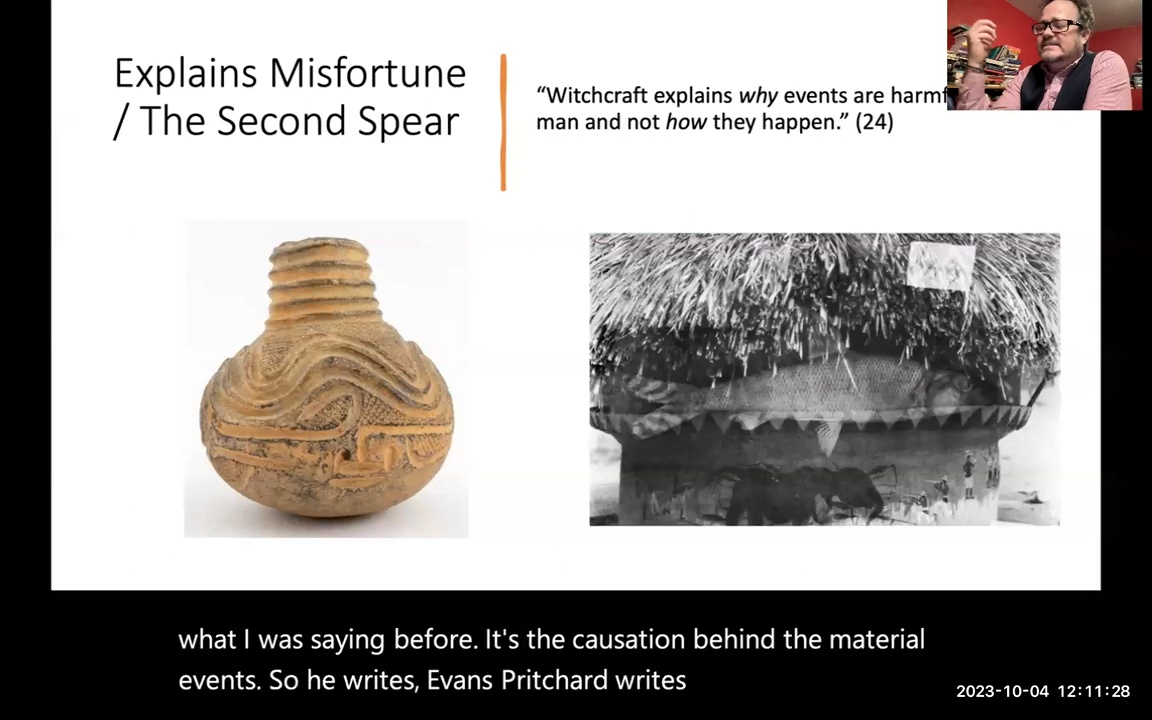 Explains Misfortune
/ The Second Spear
“Witchcraft explains why events are
man and not how they happen.” (24)
what I was saying before. It's the causation behind the material
events. So he writes, Evans Pritchard writes
2023-10-04 12:11:28